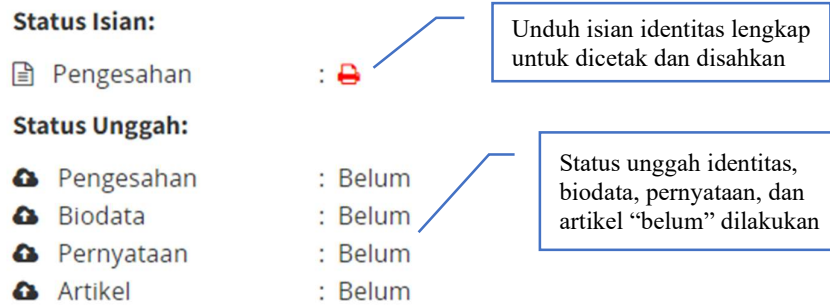 Status Isian:
Unduh isian identitas lengkap
untuk dicetak dan disahkan
Pengesahan :
Status Unggah:
Pengesahan : Belum
Biodata : Belum
Pernyataan : Belum
Artikel : Belum
Status unggah identitas,
biodata, pernyataan, dan
artikel “belum” dilakukan